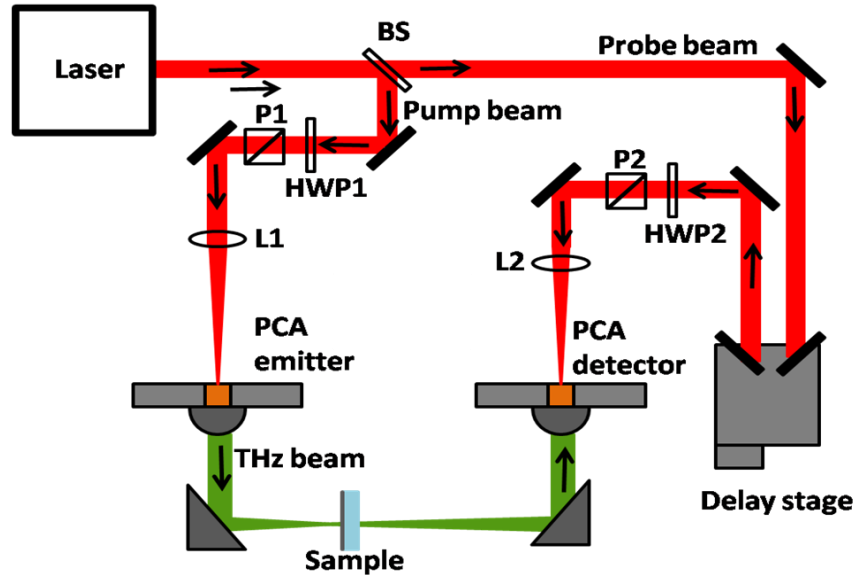 BS
Laser
Probe beam
P1
Pump beam
HWP1
P2
HWP2
L1
L2
PCA
emitter
PCA
detector
THz beam
Delay stage
Sample